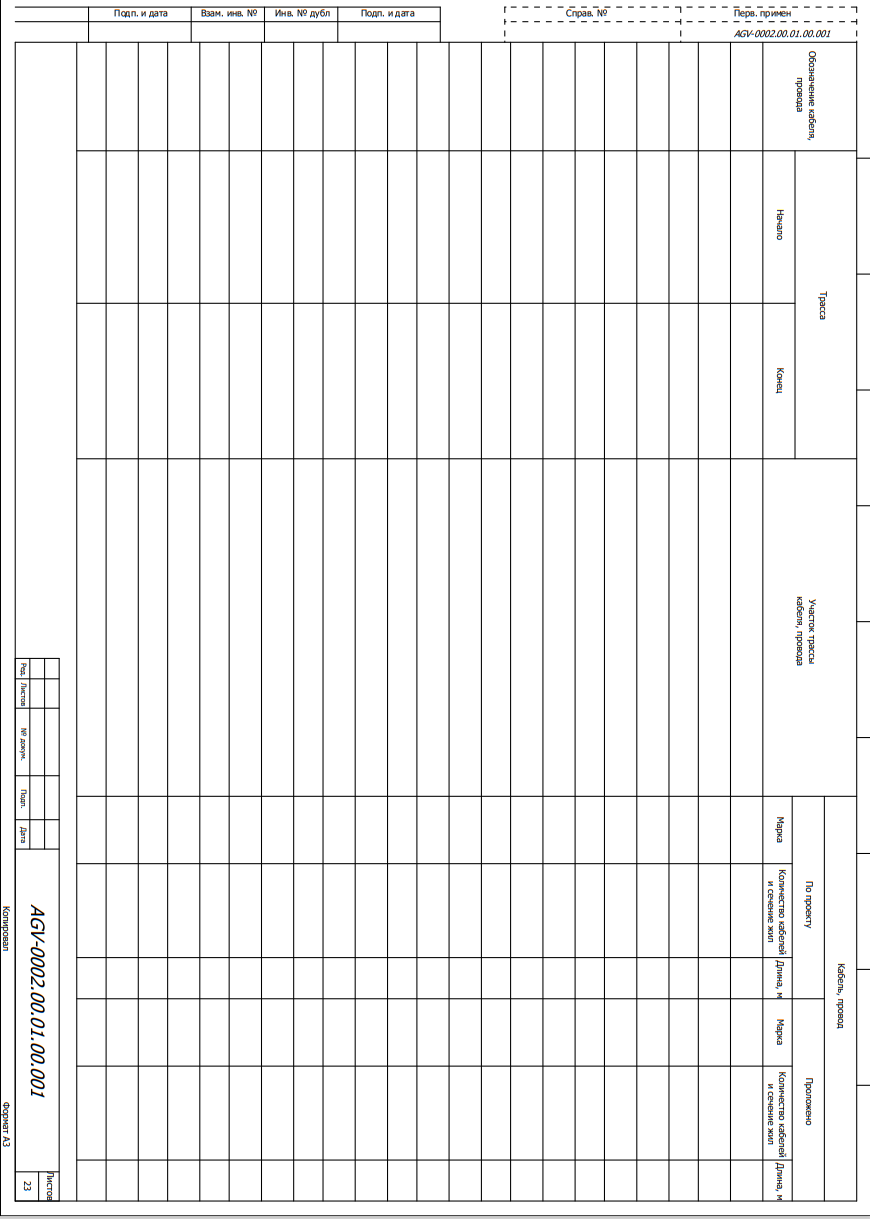 Подп. и дата
Взам. инв. №
Инв. № дубл
Подп. и дата
Справ. №
Перв. примен
AGV-0002.00.01.00.001
Обозначение кабеля,
провода
Трасса
Начало
Конец
Участок трассы
кабеля, провода
Кабель, провод
По проекту
Проложено
Марка
Количество кабелей
и сечение жил
Длина, м
Марка
Количество кабелей
и сечение жил
Длина, м
Рев.
Листов
№ докум.
Подп.
Дата
AGV-0002.00.01.00.001
Листов
23
Копировал
Формат А3